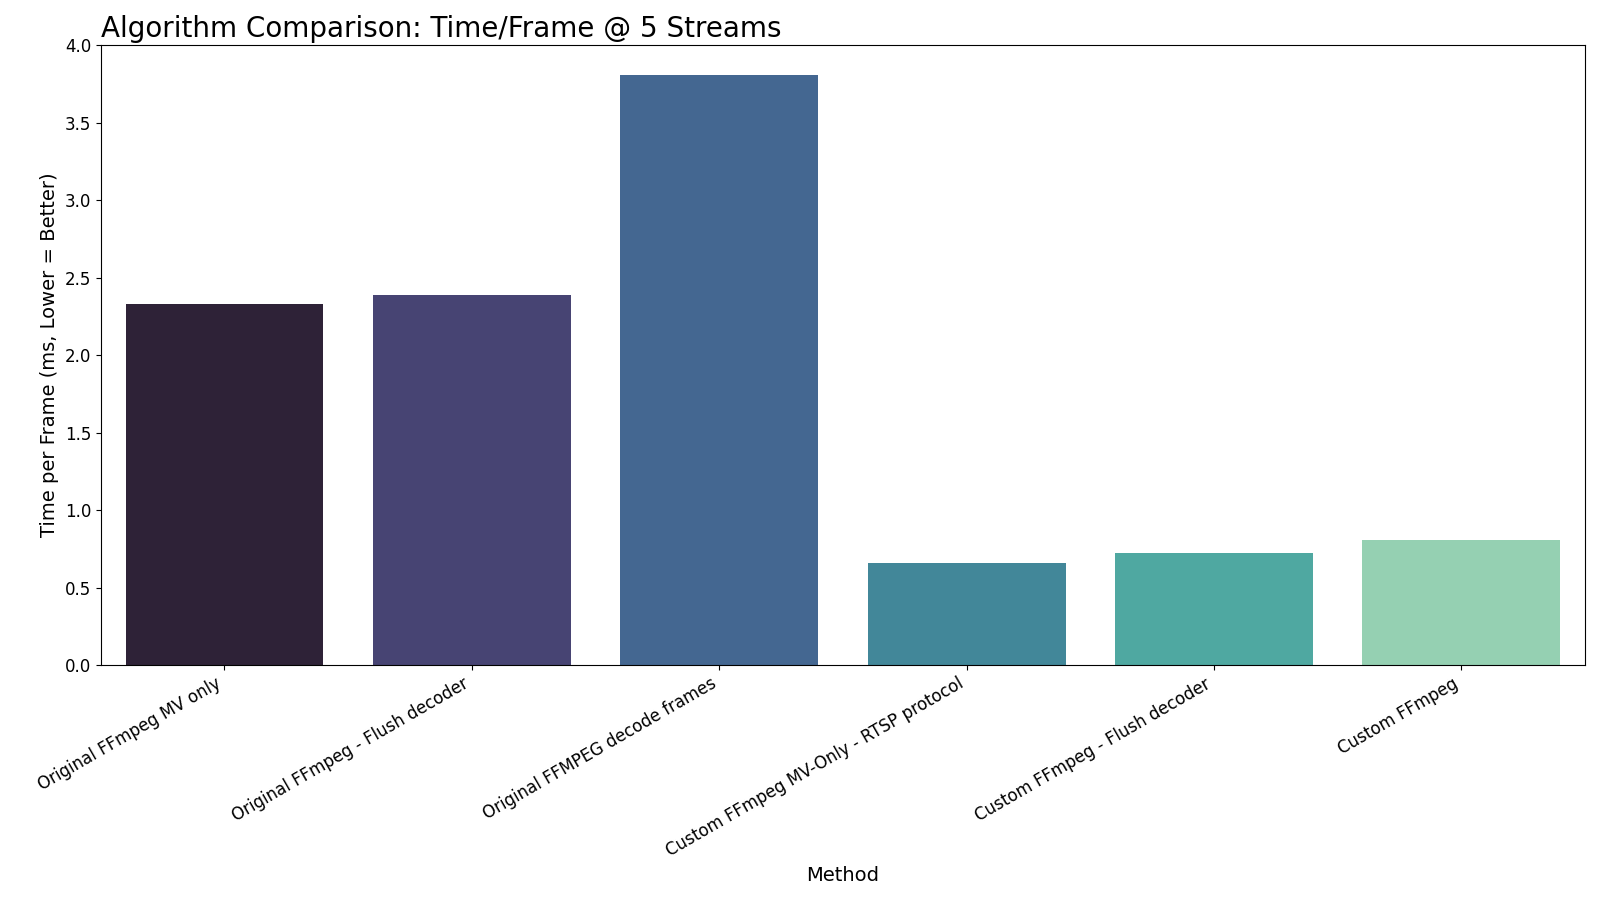 Algorithm Comparison: Time/Frame @ 5 Streams
Time per Frame (ms, Lower = Better)
4.0
3.5
3.0
2.5
2.0
1.5
1.0
0.5
0.0
Original FFmpeg MV only
Original FFmpeg - Flush decoder
Original FFMPEG decode frames
Custom FFmpeg MV-Only - RTSP protocol
Custom FFmpeg - Flush decoder
Custom FFmpeg
Method